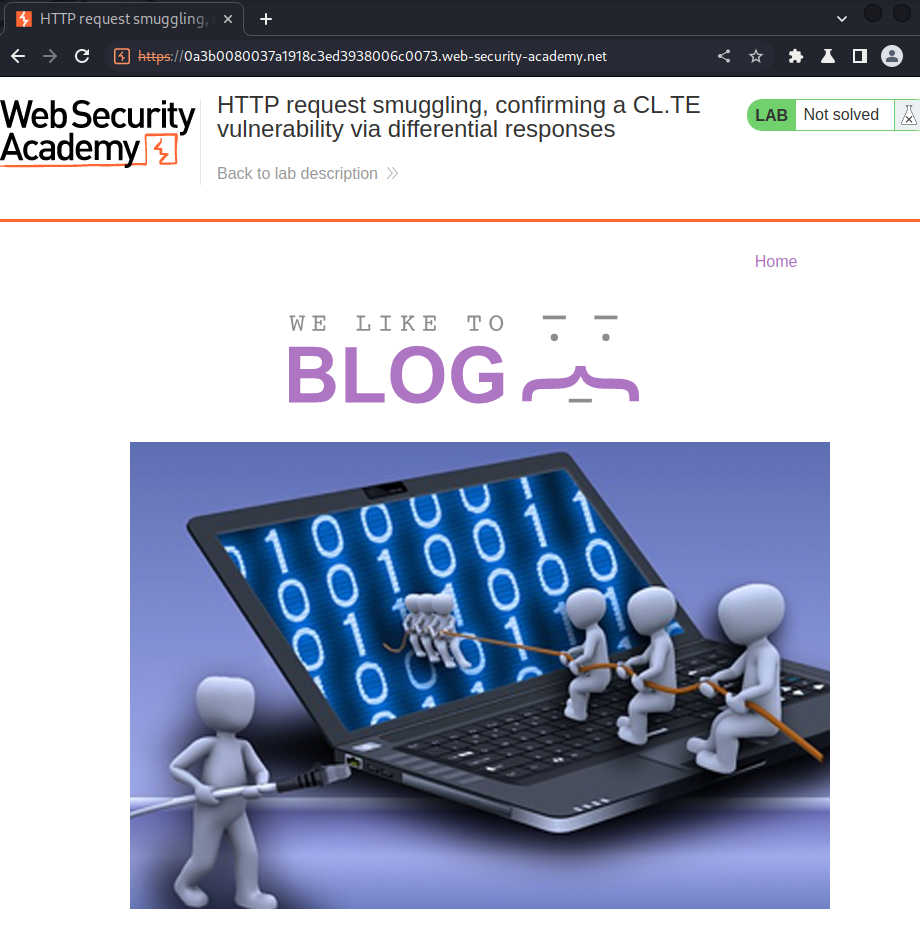 HTTP request smuggling, c
https://0a3b0080037a1918c3ed3938006c0073.web-security-academy.net
Web Security
Academy
HTTP request smuggling, confirming a CL.TE
vulnerability via differential responses
Back to lab description
LAB Not solved
Home
WE LIKE TO
BLOG